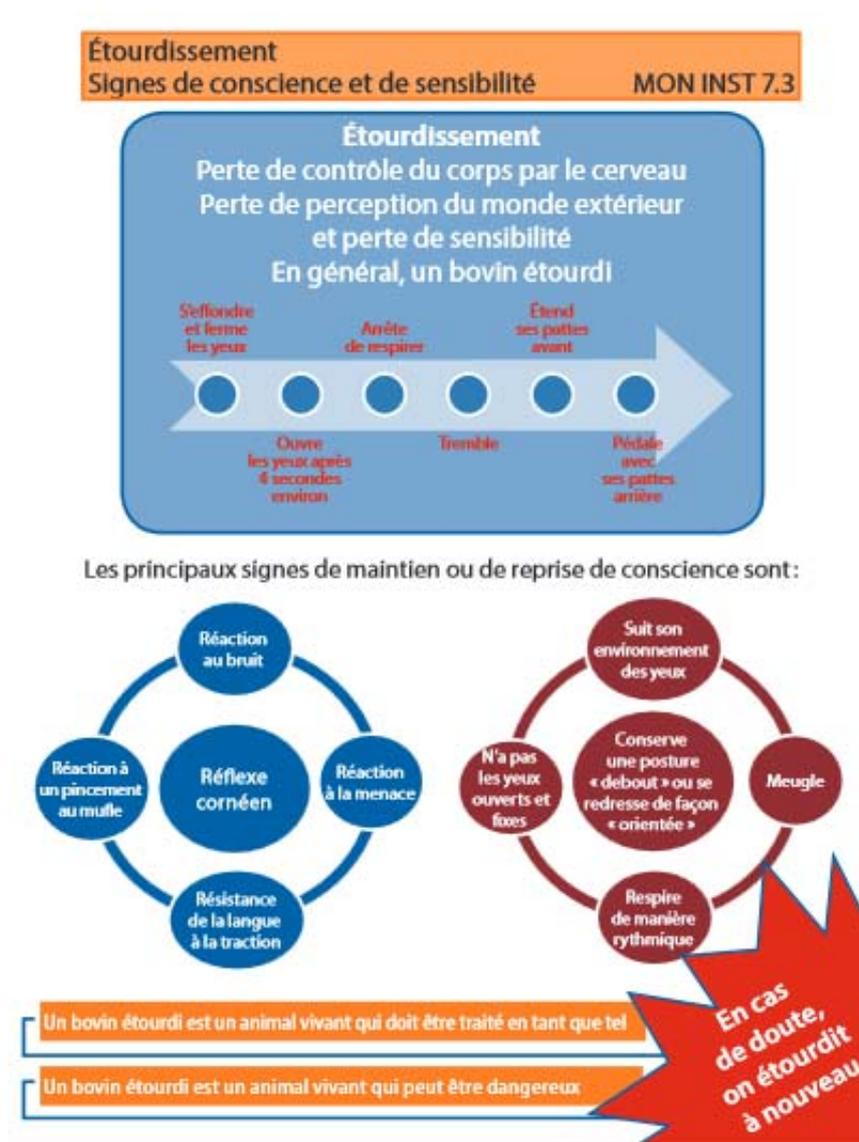 Étourdissement
Signes de conscience et de sensibilité MON INST 7.3
Étourdissement
Perte de contrôle du corps par le cerveau
Perte de perception du monde extérieur
et perte de sensibilité
En général, un bovin étourdi
S'effondre
et ferme
les yeux
Ouvre
les yeux après
4 secondes
environ
Arrête
de respirer
Tremble
Étend
ses pattes
avant
Pédale
avec
ses pattes
arrière
Les principaux signes de maintien ou de reprise de conscience sont :
Réaction
au bruit
Réaction à
un pincement
au mufle
Réflexe
cornéen
Réaction
à la menace
Résistance
de la langue
à la traction
Suit son
environnement
des yeux
N'a pas
les yeux
ouverts et
fixes
Conserve
une posture
« debout » ou se
redresse de façon
« orientée »
Meugle
Respire
de manière
rythmique
Un bovin étourdi est un animal vivant qui doit être traité en tant que tel
Un bovin étourdi est un animal vivant qui peut être dangereux
En cas
de doute,
on étourdit
à nouveau